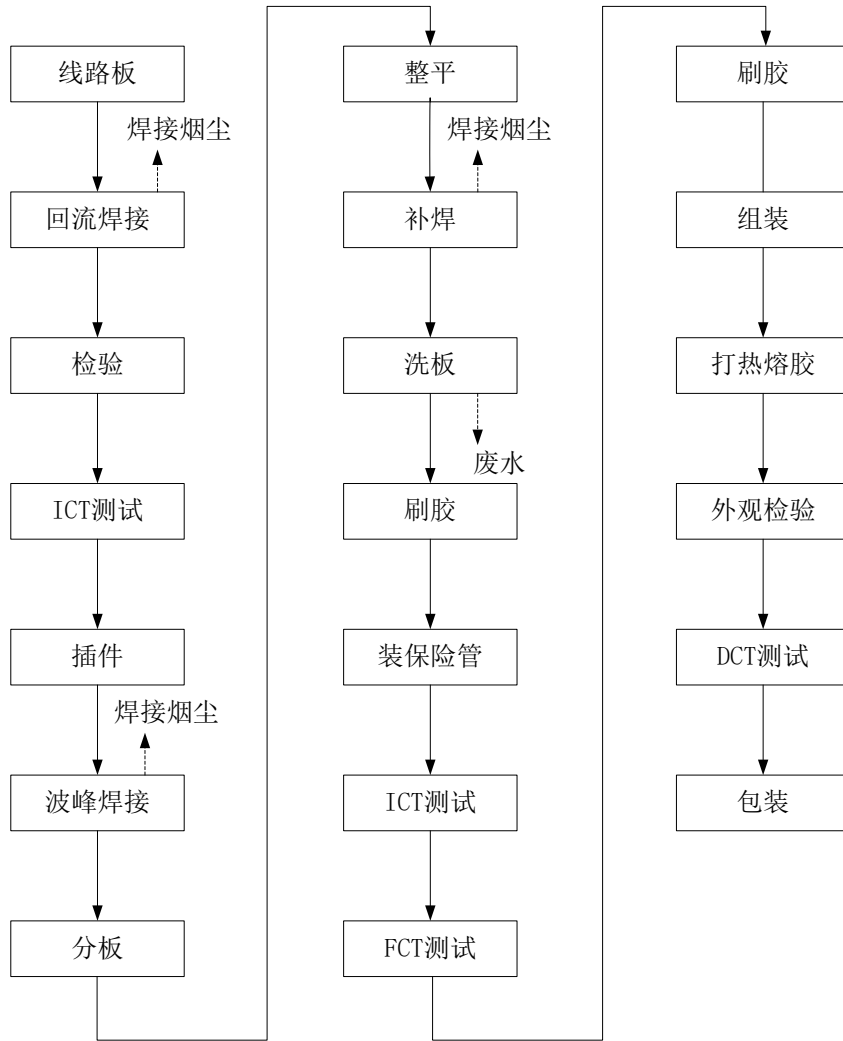 线路板
焊接烟尘
回流焊接
检验
ICT测试
插件
焊接烟尘
波峰焊接
分板
整平
焊接烟尘
补焊
洗板
废水
刷胶
装保险管
ICT测试
FCT测试
刷胶
组装
打热熔胶
外观检验
DCT测试
包装